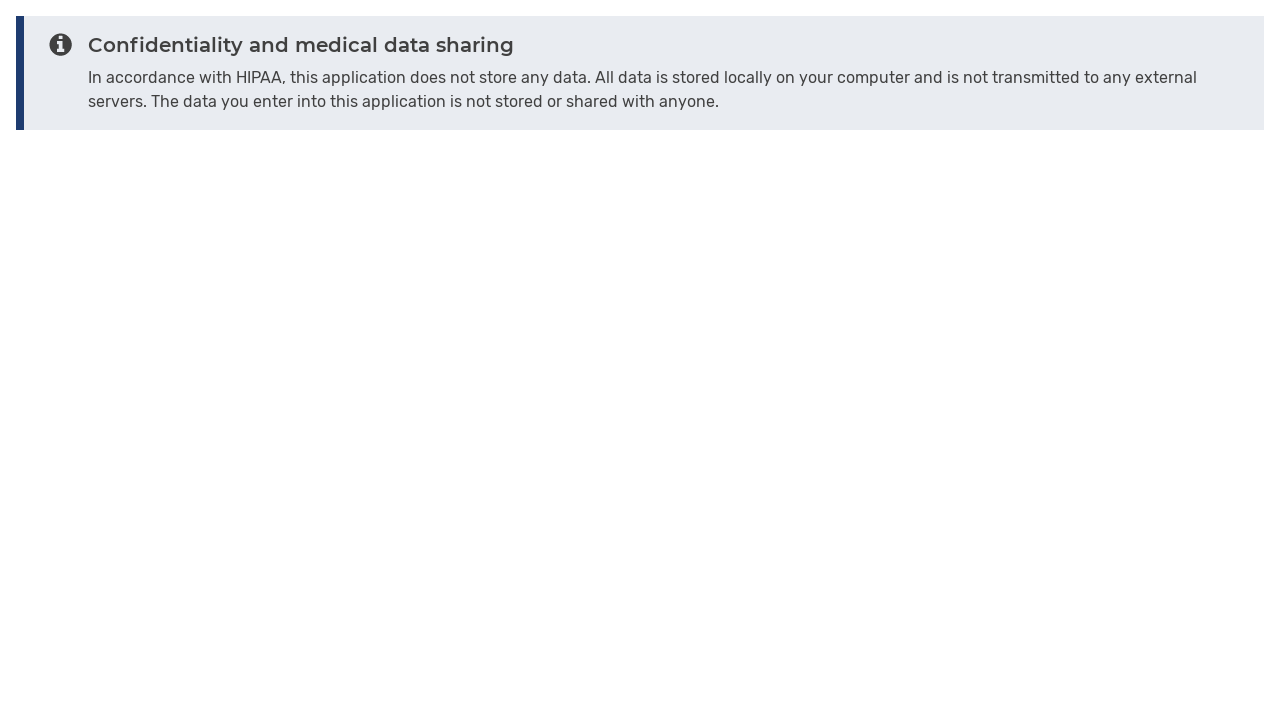 Confidentiality and medical data sharing
In accordance with HIPAA, this application does not store any data. All data is stored locally on your computer and is not transmitted to any external
servers. The data you enter into this application is not stored or shared with anyone.